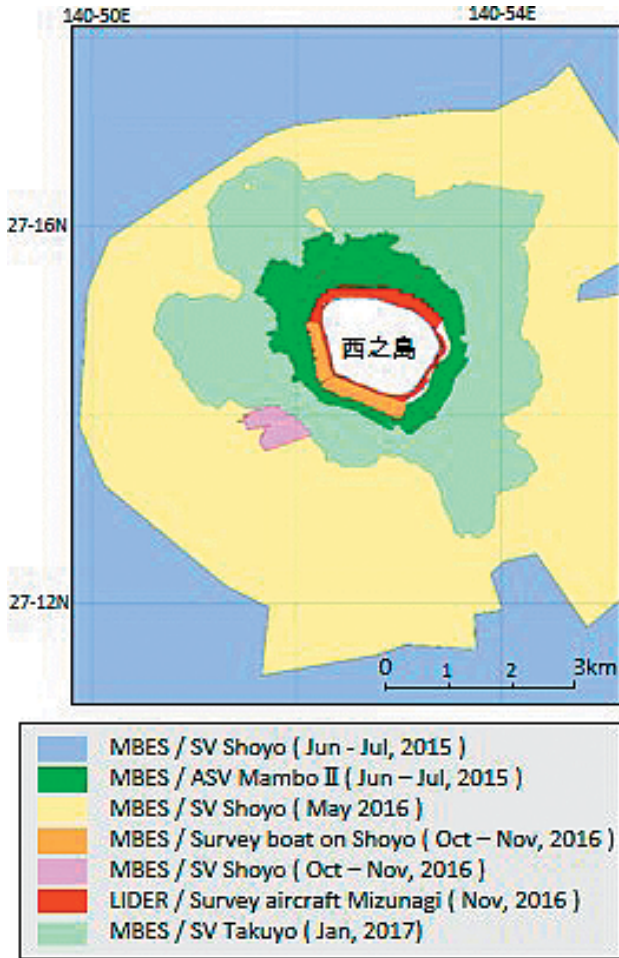 140-50E 140-54E
27-16N
西之島
27-12N
0 1 2 3km
MBES / SV Shoyo ( Jun - Jul, 2015 )
MBES / ASV Mambo Ⅱ ( Jun – Jul, 2015 )
MBES / SV Shoyo ( May 2016 )
MBES / Survey boat on Shoyo ( Oct – Nov, 2016 )
MBES / SV Shoyo ( Oct – Nov, 2016 )
LIDER / Survey aircraft Mizunagi ( Nov, 2016 )
MBES / SV Takuyo ( Jan, 2017)